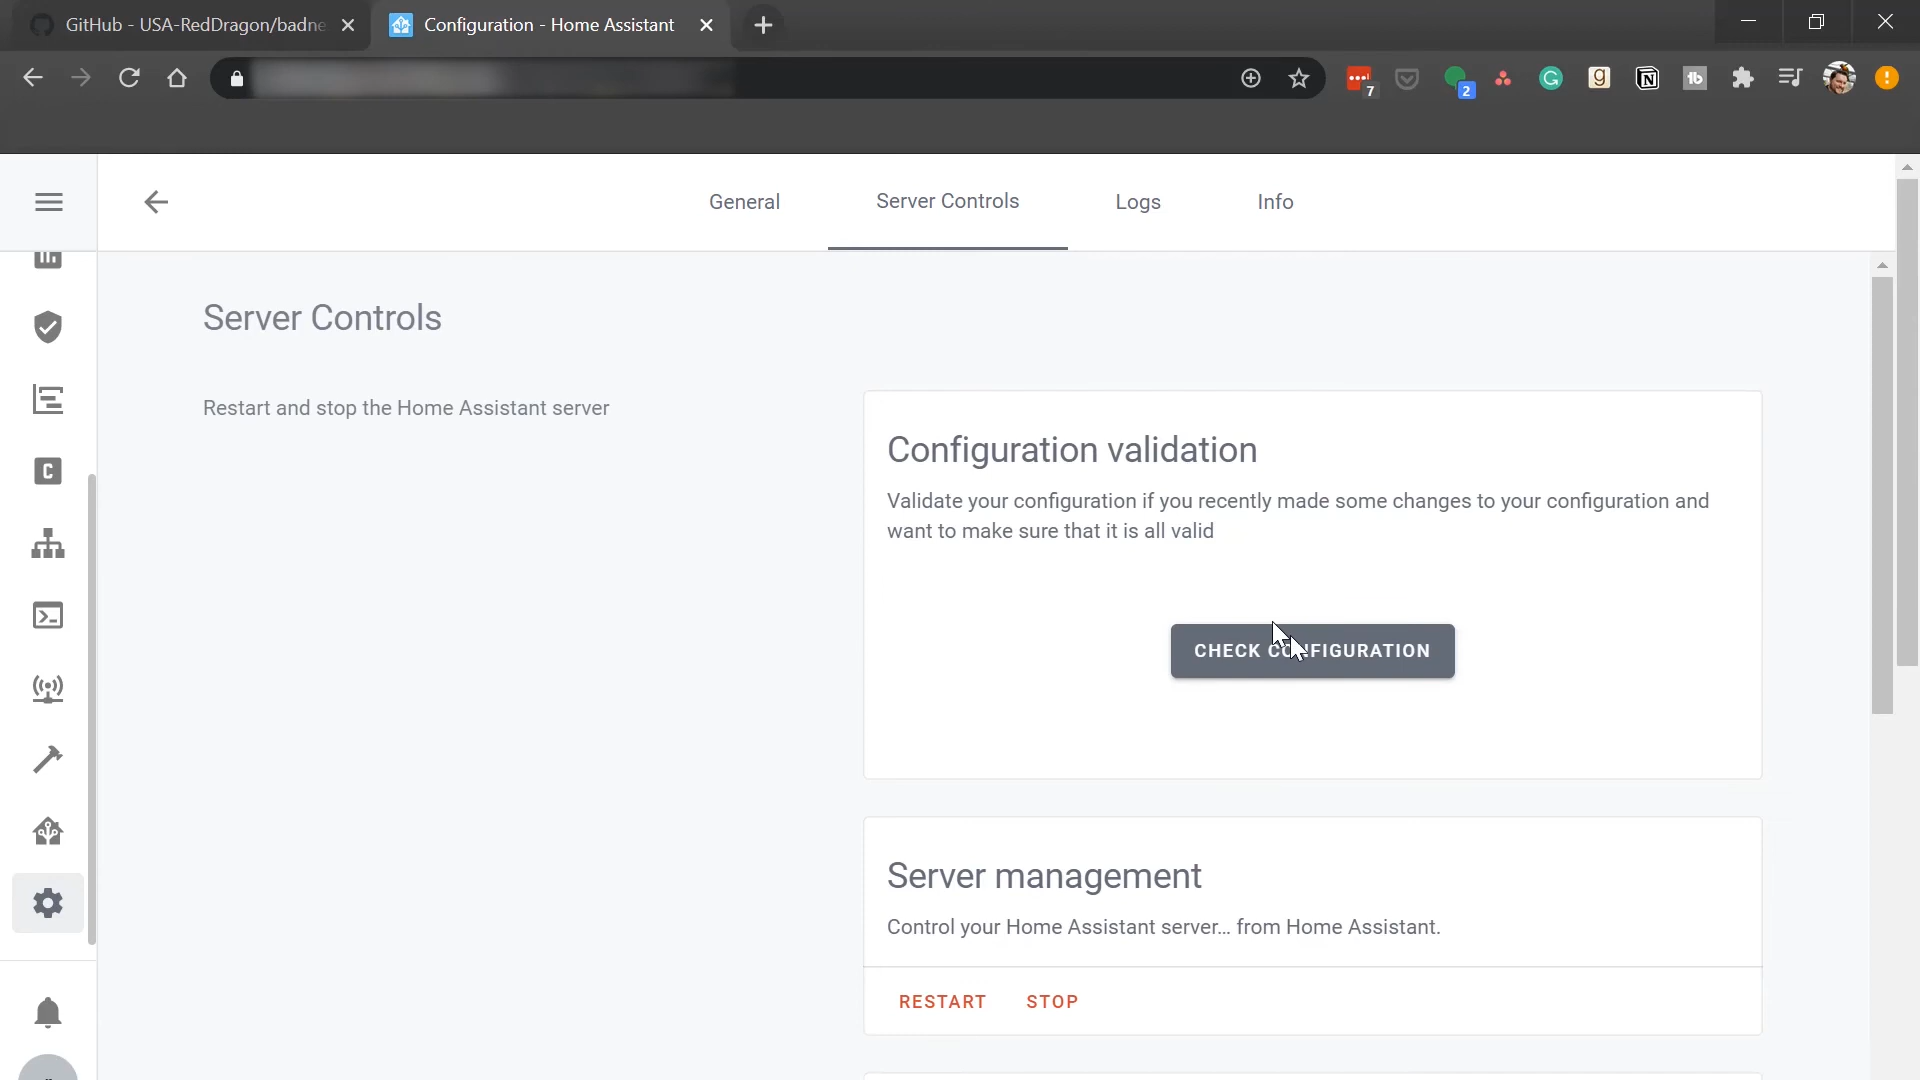 GitHub - USA-RedDragon/badne
Configuration - Home Assistant
7
2
General
Server Controls
Logs
Info
Server Controls
Restart and stop the Home Assistant server
Configuration validation
Validate your configuration if you recently made some changes to your configuration and
want to make sure that it is all valid
CHECK CONFIGURATION
Server management
Control your Home Assistant server... from Home Assistant.
RESTART STOP